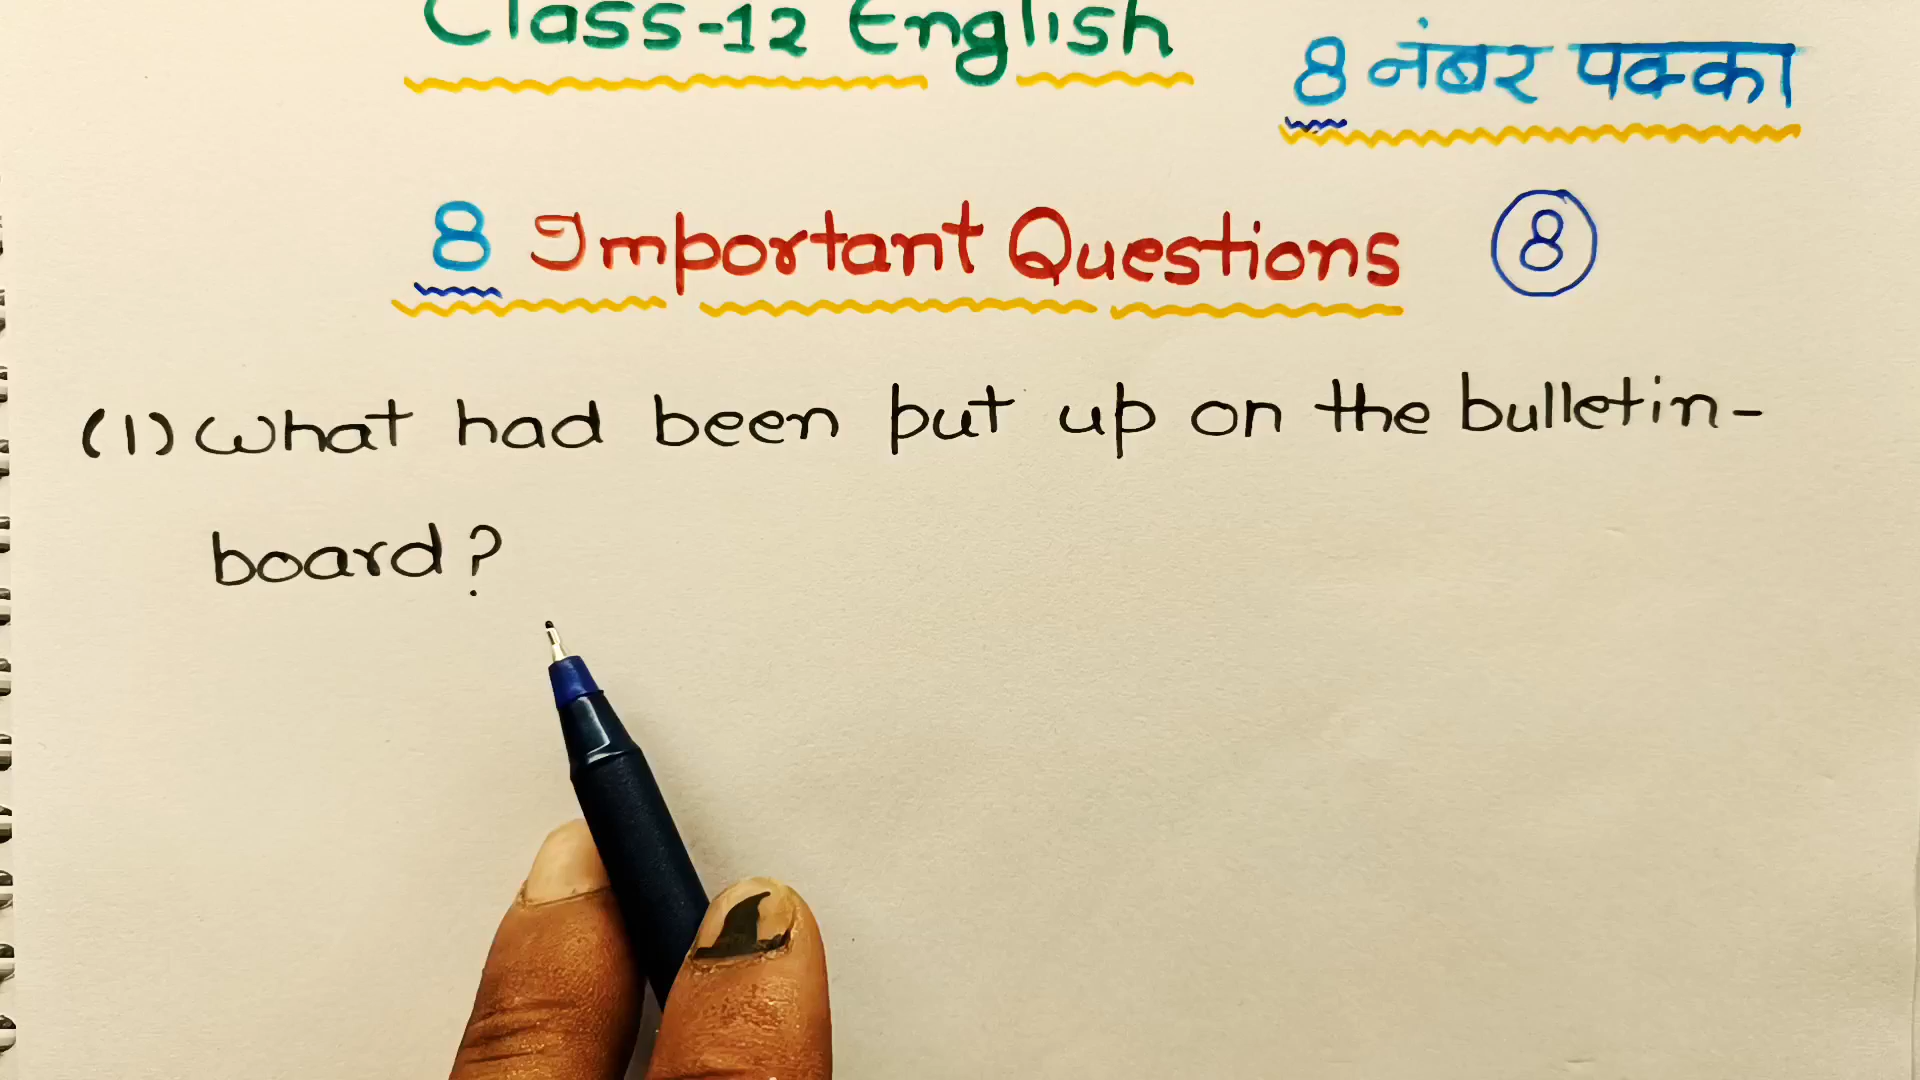 Class-12 English
8 नंबर पक्का
8 Important Questions
8
(1) What had been put up on the bulletin-
board?